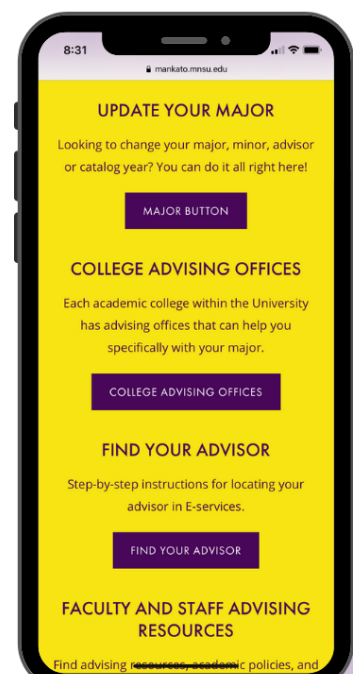 8:31
mankato.mnsu.edu
UPDATE YOUR MAJOR
Looking to change your major, minor, advisor
or catalog year? You can do it all right here!
MAJOR BUTTON
COLLEGE ADVISING OFFICES
Each academic college within the University
has advising offices that can help you
specifically with your major.
COLLEGE ADVISING OFFICES
FIND YOUR ADVISOR
Step-by-step instructions for locating your
advisor in E-services.
FIND YOUR ADVISOR
FACULTY AND STAFF ADVISING
RESOURCES
Find advising resources, academic policies, and